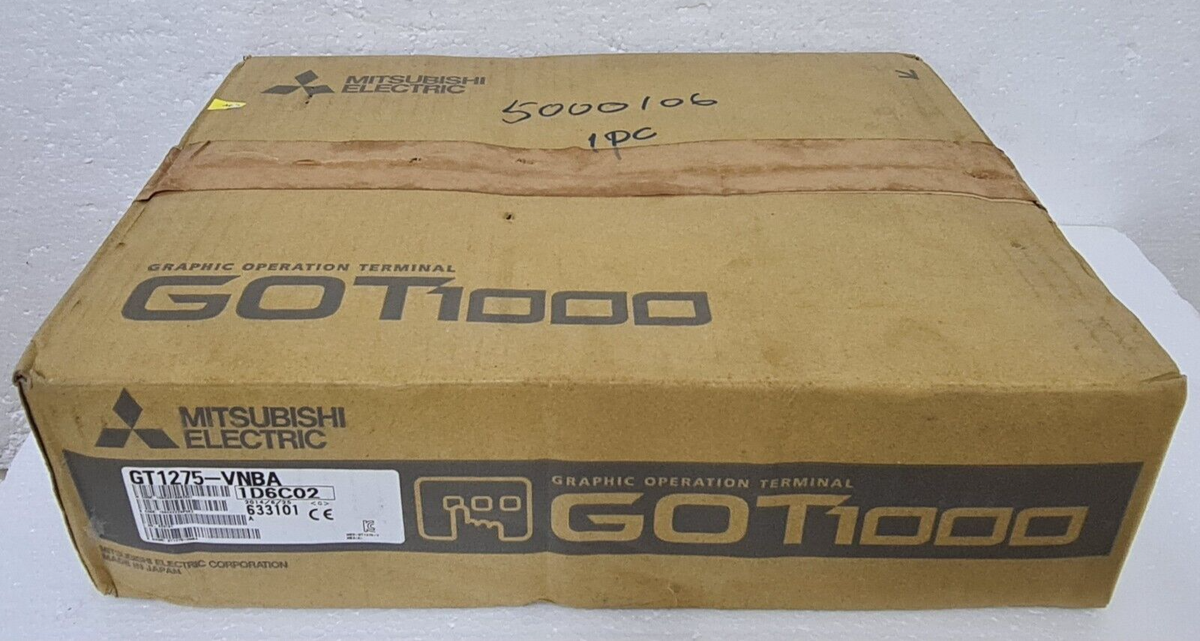 MITSUBISHI
ELECTRIC
5000106
1PC
GRAPHIC OPERATION TERMINAL
GOT1000
MITSUBISHI
ELECTRIC
GT1275-VNBA
1D6C02
633101 CE
A
GRAPHIC OPERATION TERMINAL
GOT1000
MITSUBISHI ELECTRIC CORPORATION
MADE IN JAPAN